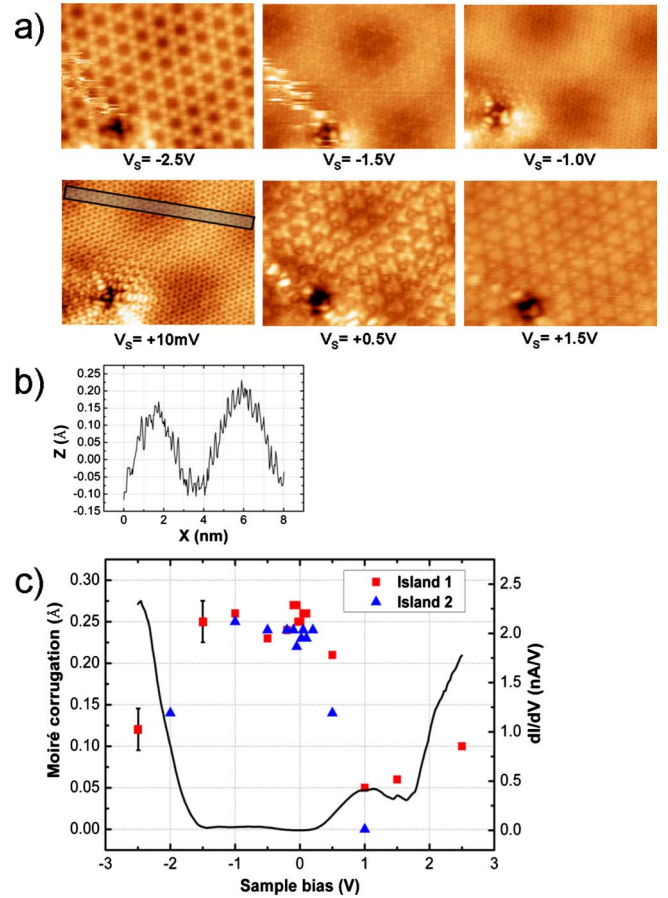 a)
Vs= -2.5V
Vs= -1.5V
Vs= -1.0V
Vs= +10mV
Vs= +0.5V
Vs= +1.5V
b)
0.25
0.20
0.15
0.10
0.05
0.00
-0.05
-0.10
-0.15
Z (Å)
0 2 4 6 8
X (nm)
c)
0.30
0.25
0.20
0.15
0.10
0.05
0.00
Moiré corrugation (Å)
Island 1
Island 2
2.5
2.0
1.5
1.0
0.5
0.0
dI/dV (nA/V)
-3 -2 -1 0 1 2 3
Sample bias (V)